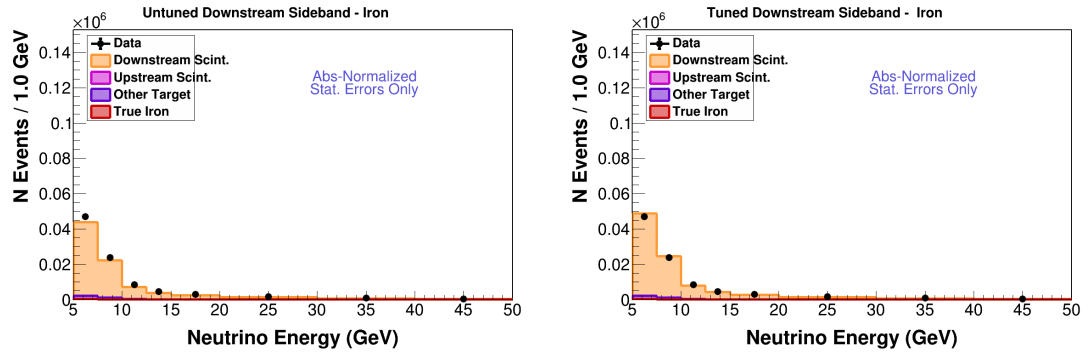 Untuned Downstream Sideband - Iron
×10⁶
N Events / 1.0 GeV
0.14
0.12
0.1
0.08
0.06
0.04
0.02
0
Data
Downstream Scint.
Upstream Scint.
Other Target
True Iron
Abs-Normalized
Stat. Errors Only
5 10 15 20 25 30 35 40 45 50
Neutrino Energy (GeV)
Tuned Downstream Sideband - Iron
×10⁶
N Events / 1.0 GeV
0.14
0.12
0.1
0.08
0.06
0.04
0.02
0
Data
Downstream Scint.
Upstream Scint.
Other Target
True Iron
Abs-Normalized
Stat. Errors Only
5 10 15 20 25 30 35 40 45 50
Neutrino Energy (GeV)